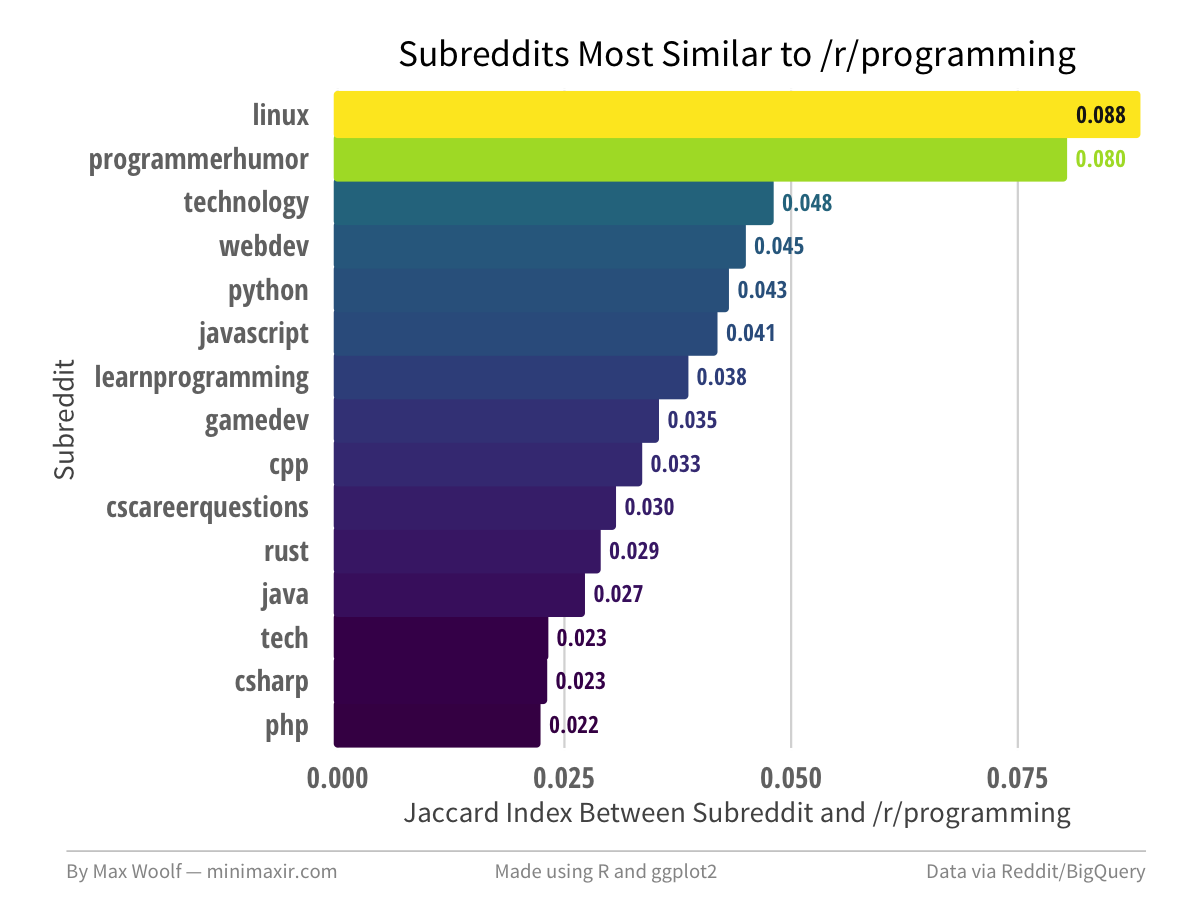 Subreddits Most Similar to /r/programming
linux 0.088
programmerhumor 0.080
technology 0.048
webdev 0.045
python 0.043
javascript 0.041
learnprogramming 0.038
gamedev 0.035
cpp 0.033
cscareerquestions 0.030
rust 0.029
java 0.027
tech 0.023
csharp 0.023
php 0.022
Subreddit
0.000 0.025 0.050 0.075
Jaccard Index Between Subreddit and /r/programming
By Max Woolf — minimaxir.com Made using R and ggplot2 Data via Reddit/BigQuery